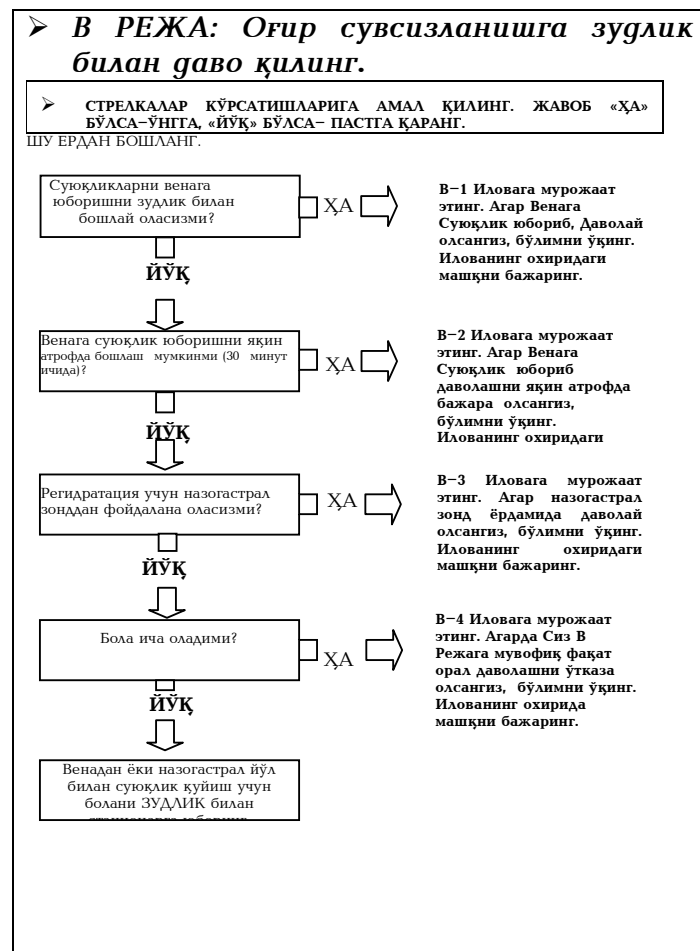 ➢ В РЕЖА: Оғир сувсизланишга зудлик
билан даво қилинг.
➢ СТРЕЛКАЛАР КЎРСАТИШЛАРИГА АМАЛ ҚИЛИНГ. ЖАВОБ «ҲА»
БЎЛСА–ЎНГГА, «ЙЎҚ» БЎЛСА– ПАСТГА ҚАРАНГ.
ШУ ЕРДАН БОШЛАНГ.
Суюқликларни венага
юборишни зудлик билан
бошлай оласизми?
ҲА
В–1 Иловага мурожаат
этинг. Агар Венага
Суюқлик юбориб, Даволай
олсангиз, бўлимни ўқинг.
Илованинг охиридаги
машқни бажаринг.
ЙЎҚ
Венага суюқлик юборишни яқин
атрофда бошлаш мумкинми (30 минут
ичида)?
ҲА
В–2 Иловага мурожаат
этинг. Агар Венага
Суюқлик юбориб
даволашни яқин атрофда
бажара олсангиз,
бўлимни ўқинг.
Илованинг охиридаги
ЙЎҚ
Регидратация учун назогастрал
зонддан фойдалана оласизми?
ҲА
В–3 Иловага мурожаат
этинг. Агар назогастрал
зонд ёрдамида даволай
олсангиз, бўлимни ўқинг.
Илованинг охиридаги
машқни бажаринг.
ЙЎҚ
Бола ича оладими?
ҲА
В–4 Иловага мурожаат
этинг. Агарда Сиз В
Режага мувофиқ фақат
орал даволашни ўтказа
олсангиз, бўлимни ўқинг.
Илованинг охирида
машқни бажаринг.
ЙЎҚ
Венадан ёки назогастрал йўл
билан суюқлик қуйиш учун
болани ЗУДЛИК билан